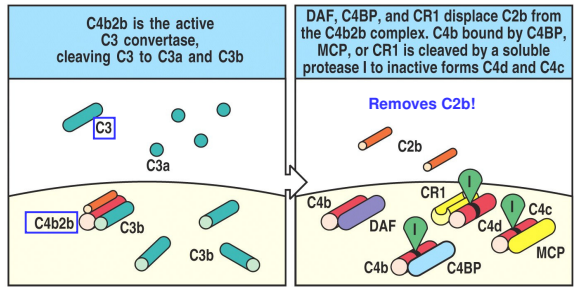 C4b2b is the active
C3 convertase,
cleaving C3 to C3a and C3b
C3
C3a
C4b2b
C3b
C3b
DAF, C4BP, and CR1 displace C2b from
the C4b2b complex. C4b bound by C4BP,
MCP, or CR1 is cleaved by a soluble
protease I to inactive forms C4d and C4c
Removes C2b!
C2b
CR1
I
C4b
DAF
C4d
I
C4c
MCP
I
C4b
C4BP